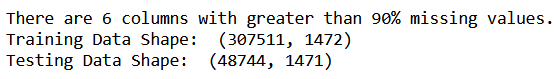 There are 6 columns with greater than 90% missing values.
Training Data Shape:  (307511, 1472)
Testing Data Shape:  (48744, 1471)